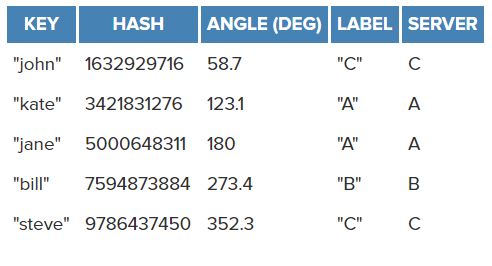 KEY HASH ANGLE (DEG) LABEL SERVER
"john" 1632929716 58.7 "C" C
"kate" 3421831276 123.1 "A" A
"jane" 5000648311 180 "A" A
"bill" 7594873884 273.4 "B" B
"steve" 9786437450 352.3 "C" C